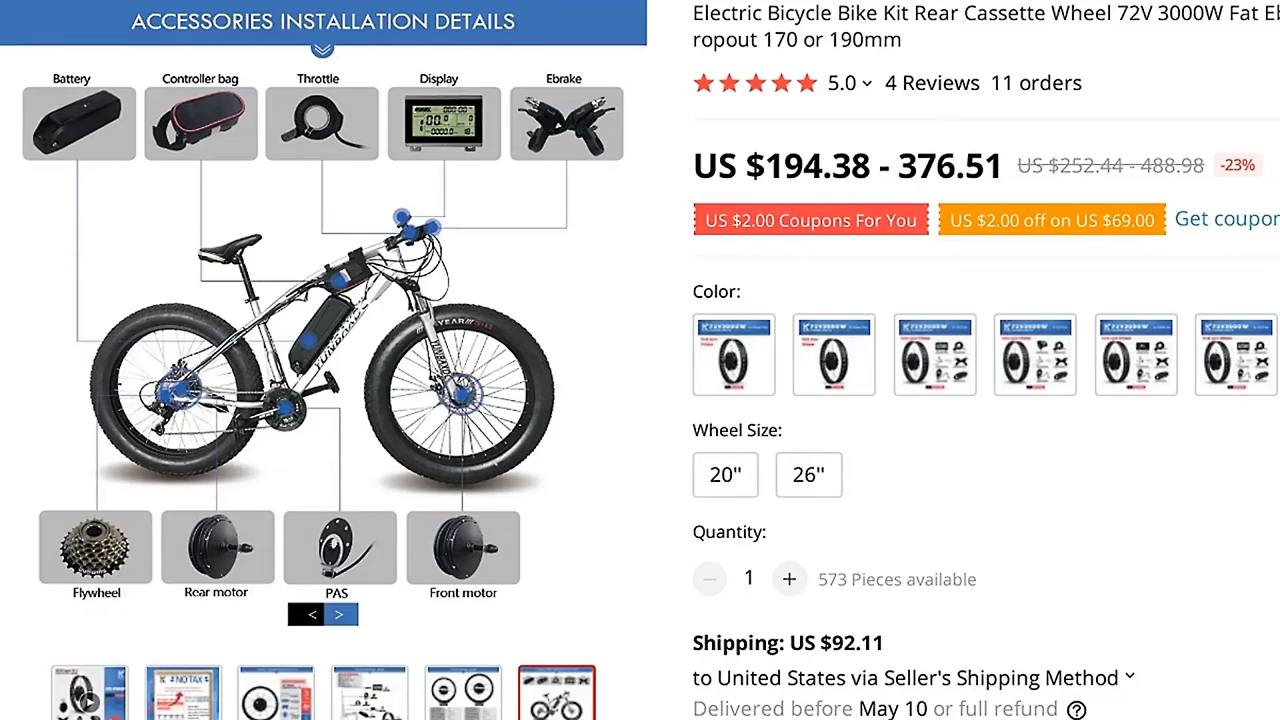 ACCESSORIES INSTALLATION DETAILS
Battery
Controller bag
Throttle
Display
Ebrake
Flywheel
Rear motor
PAS
Front motor
< >
NO TAX
Electric Bicycle Bike Kit Rear Cassette Wheel 72V 3000W Fat Eb
ropout 170 or 190mm
5.0 4 Reviews 11 orders
US $194.38 - 376.51 US $252.44 - 488.98 -23%
US $2.00 Coupons For You US $2.00 off on US $69.00 Get coupon
Color:
Wheel Size:
20" 26"
Quantity:
− 1 + 573 Pieces available
Shipping: US $92.11
to United States via Seller's Shipping Method
Delivered before May 10 or full refund ?